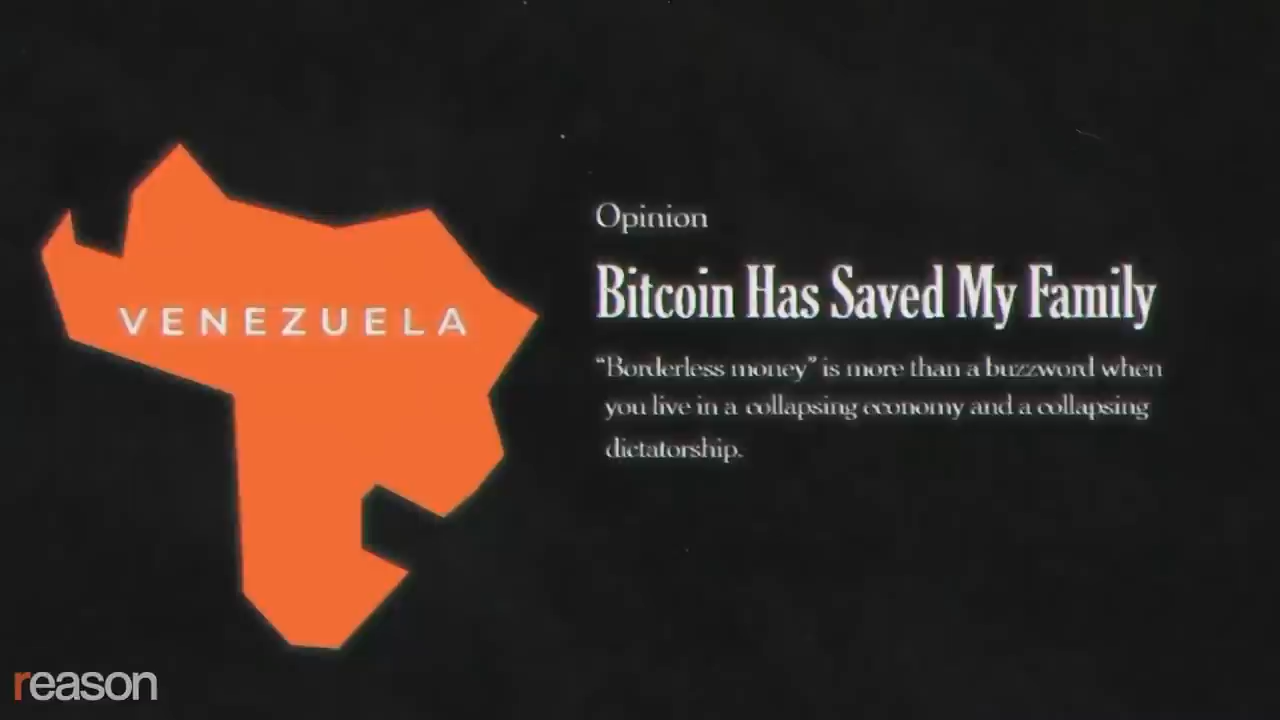 VENEZUELA
Opinion
Bitcoin Has Saved My Family
“Borderless money” is more than a buzzword when
you live in a collapsing economy and a collapsing
dictatorship.
reason